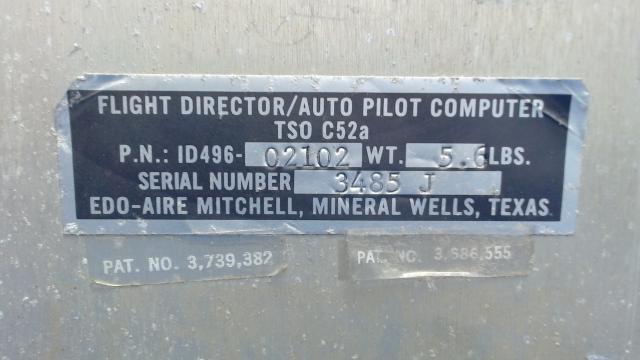 FLIGHT DIRECTOR/AUTO PILOT COMPUTER
TSO C52a
P.N.: ID496-02102 WT. 5.6 LBS.
SERIAL NUMBER 3485 J
EDO-AIRE MITCHELL, MINERAL WELLS, TEXAS
PAT. NO. 3,739,382 PAT. NO. 3,686,555